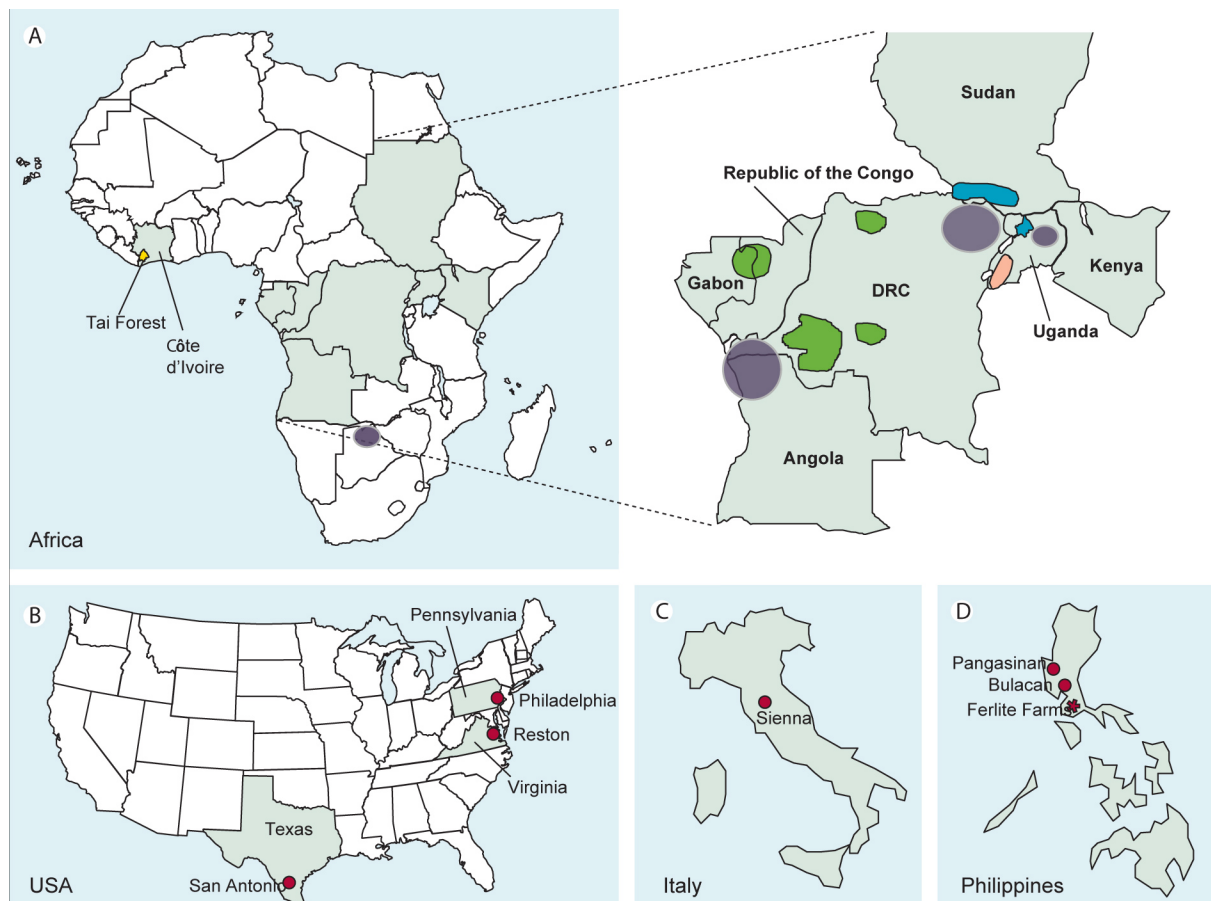 A
Sudan
Republic of the Congo
Gabon
DRC
Kenya
Uganda
Tai Forest
Côte
d'Ivoire
Angola
Africa
B
Pennsylvania
Philadelphia
Reston
Virginia
Texas
San Antonio
USA
C
Sienna
Italy
D
Pangasinan
Bulacan
Ferlite Farms
Philippines